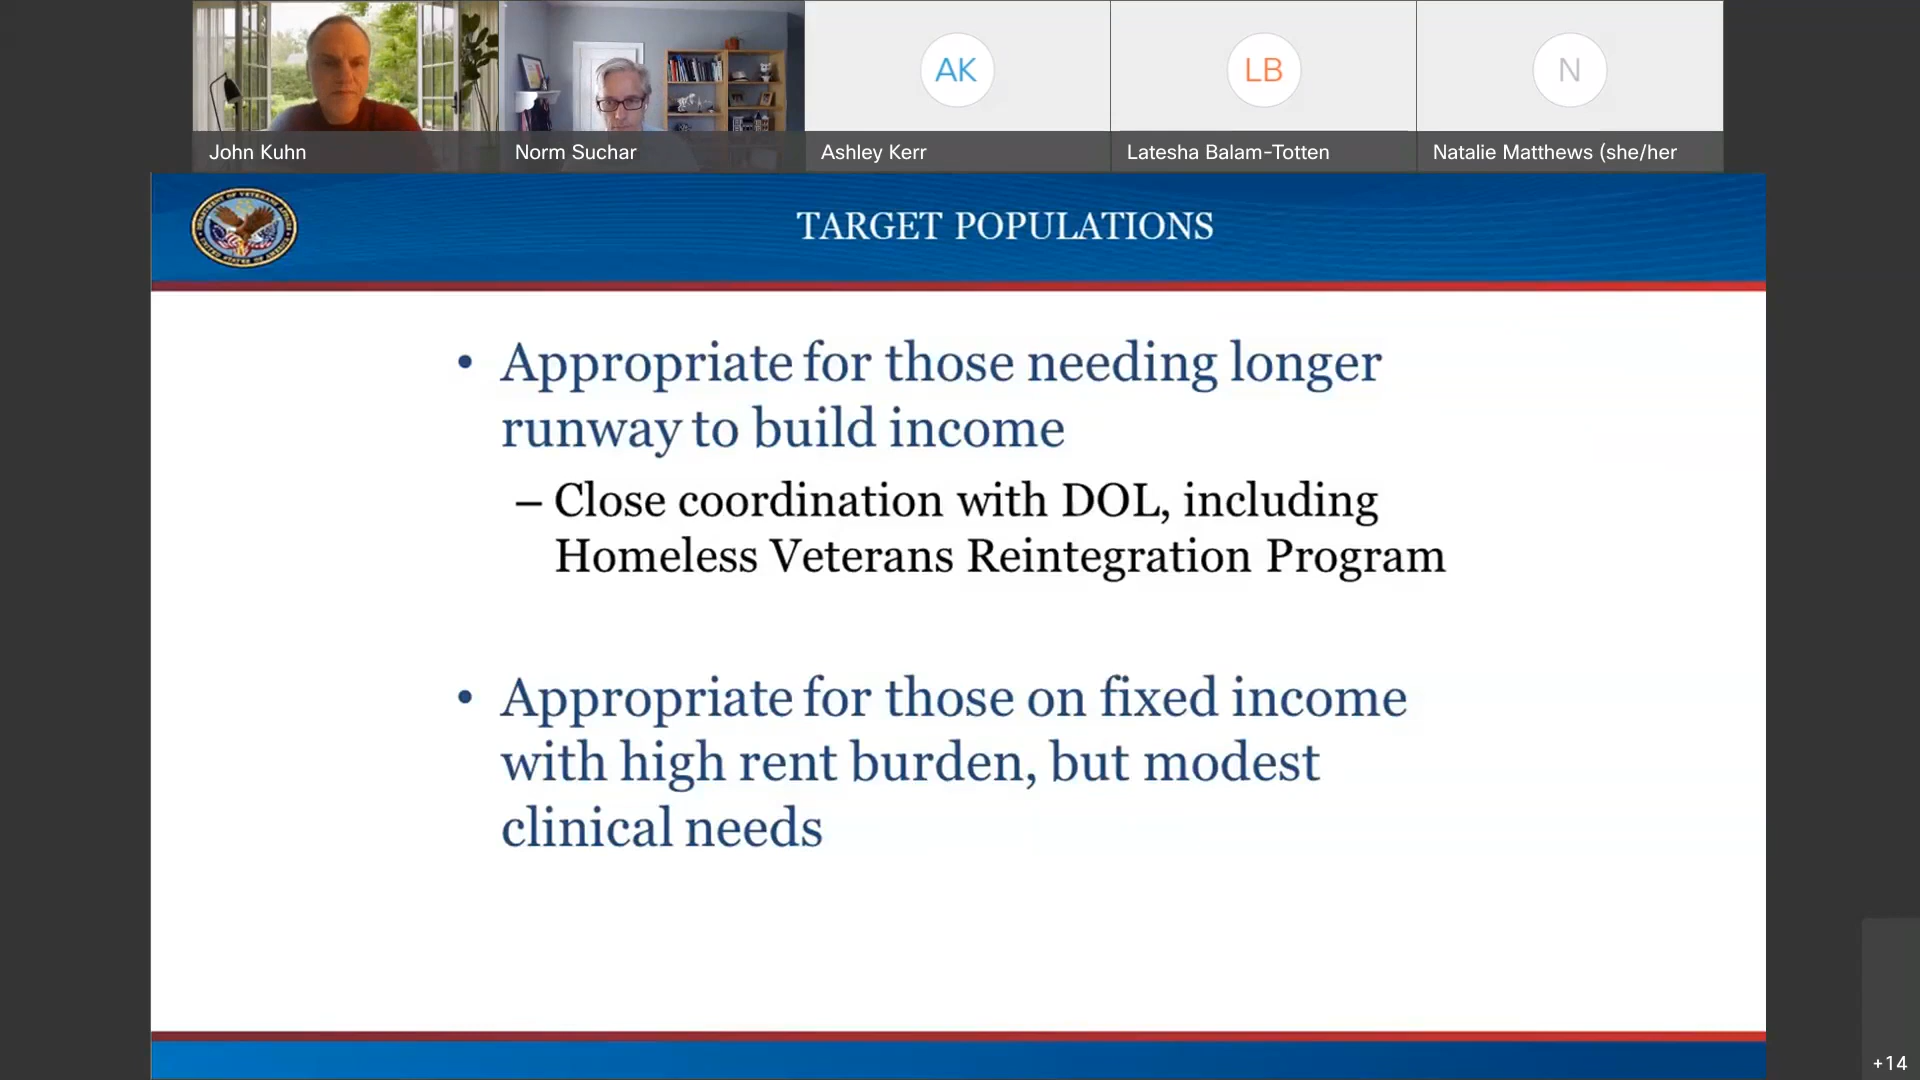 AK
LB
N
John Kuhn
Norm Suchar
Ashley Kerr
Latesha Balam-Totten
Natalie Matthews (she/her
TARGET POPULATIONS
• Appropriate for those needing longer
runway to build income
– Close coordination with DOL, including
Homeless Veterans Reintegration Program
• Appropriate for those on fixed income
with high rent burden, but modest
clinical needs
+14